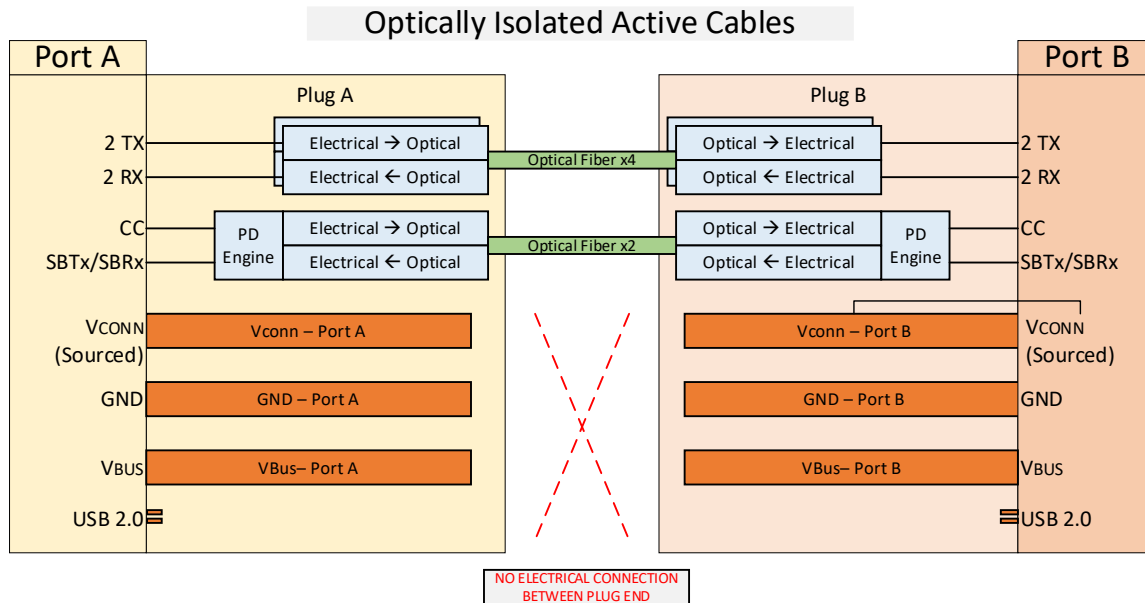 Optically Isolated Active Cables
Port A
Port B
Plug A
Plug B
2 TX
Electrical → Optical
Optical → Electrical
2 TX
Optical Fiber x4
2 RX
Electrical ← Optical
Optical ← Electrical
2 RX
CC
PD
Engine
Electrical → Optical
Optical → Electrical
PD
Engine
CC
Optical Fiber x2
SBTx/SBRx
Electrical ← Optical
Optical ← Electrical
SBTx/SBRx
VCONN
(Sourced)
Vconn – Port A
Vconn – Port B
VCONN
(Sourced)
GND
GND – Port A
GND – Port B
GND
VBUS
VBus– Port A
VBus– Port B
VBUS
USB 2.0
USB 2.0
NO ELECTRICAL CONNECTION
BETWEEN PLUG END